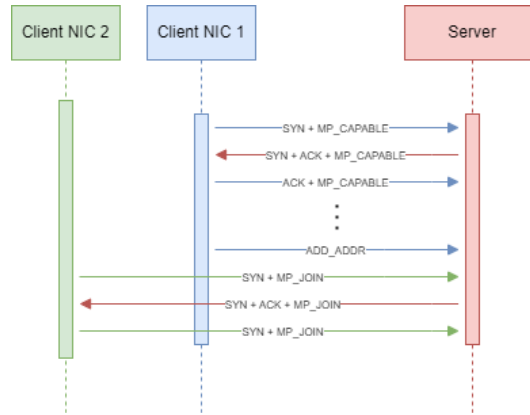 Client NIC 2
Client NIC 1
Server
SYN + MP_CAPABLE
SYN + ACK + MP_CAPABLE
ACK + MP_CAPABLE
ADD_ADDR
SYN + MP_JOIN
SYN + ACK + MP_JOIN
SYN + MP_JOIN